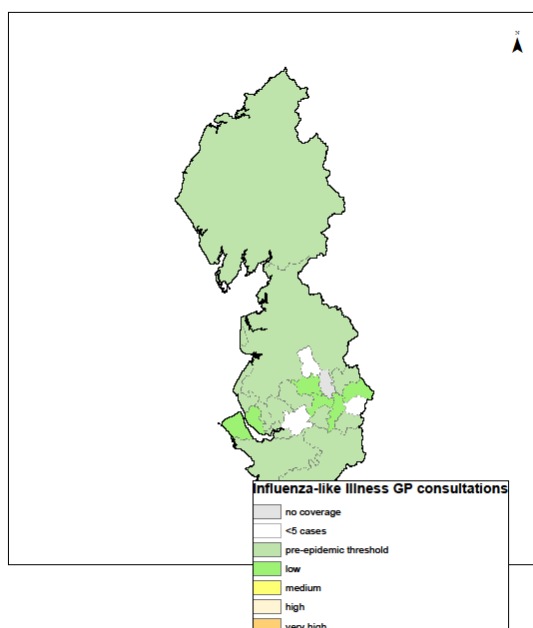 N
Influenza-like Illness GP consultations
no coverage
<5 cases
pre-epidemic threshold
low
medium
high
very high